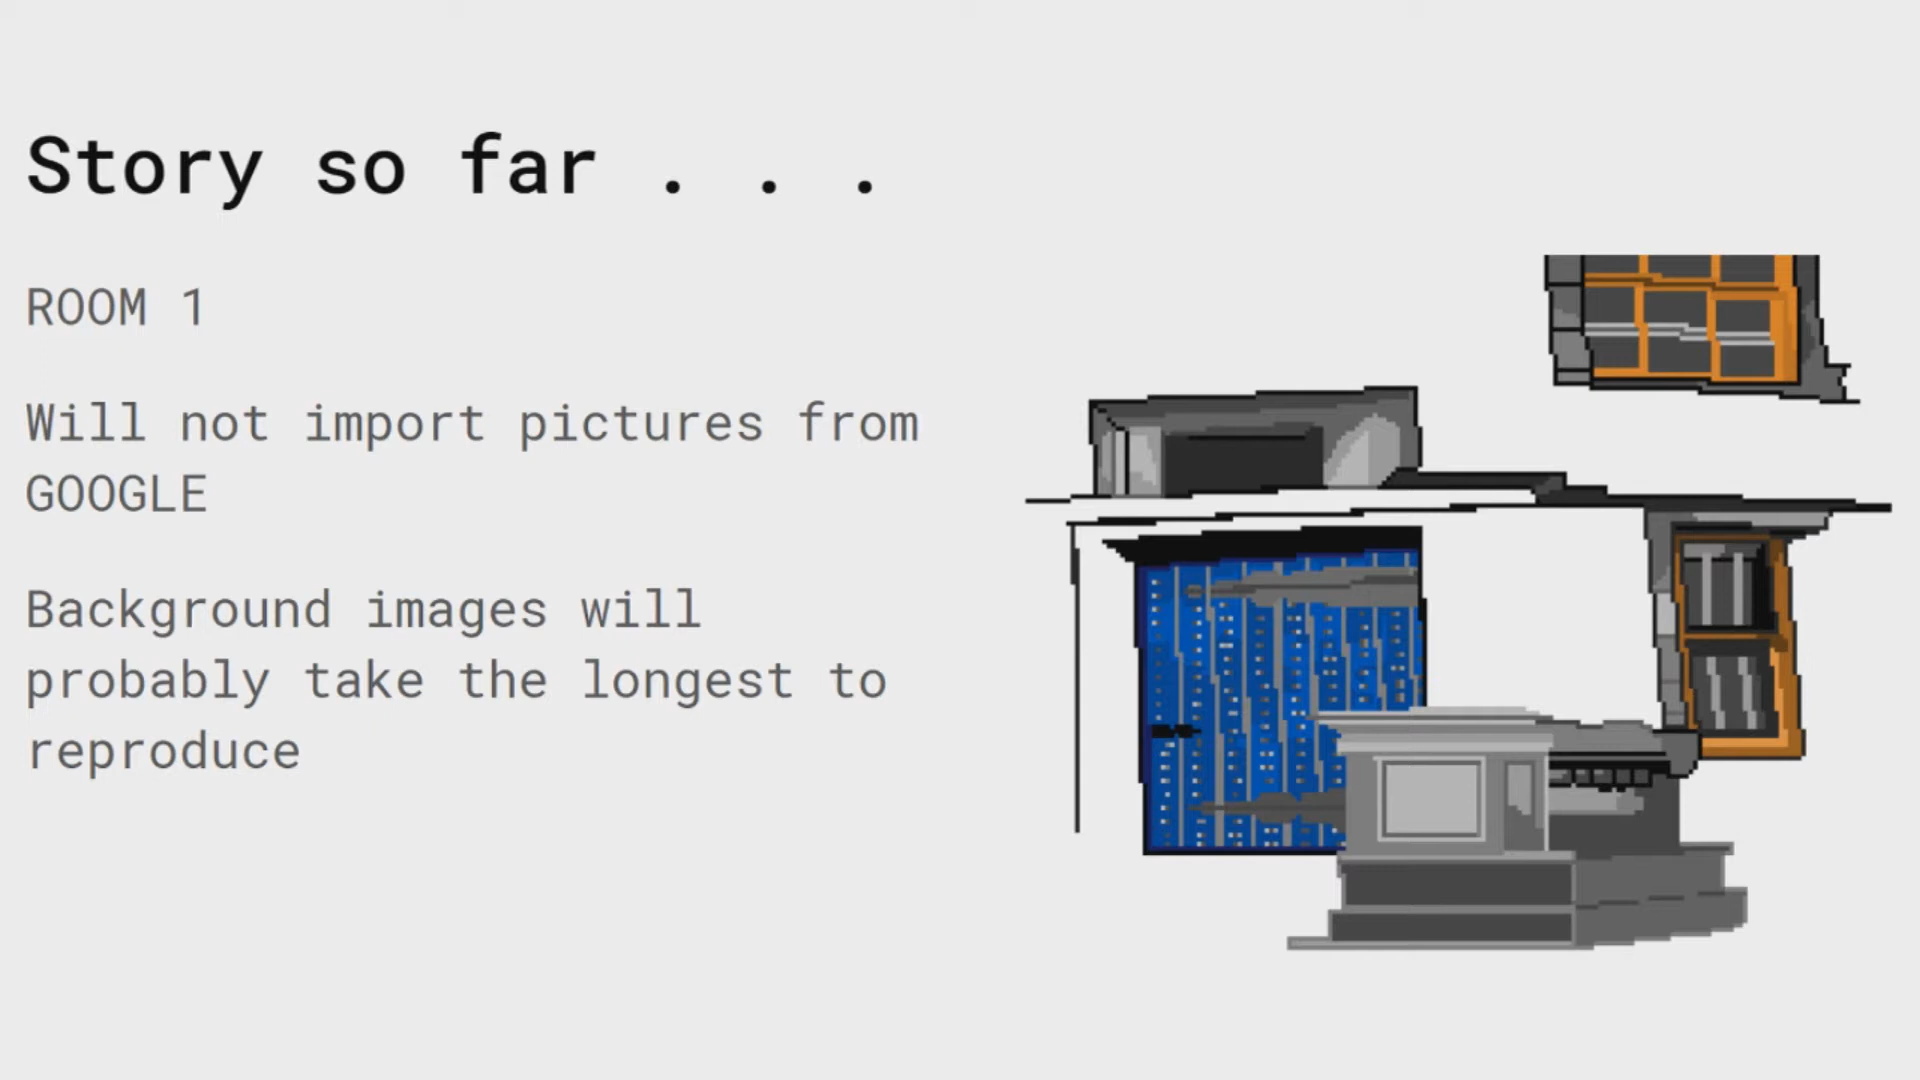 Story so far . . .
ROOM 1
Will not import pictures from
GOOGLE
Background images will
probably take the longest to
reproduce